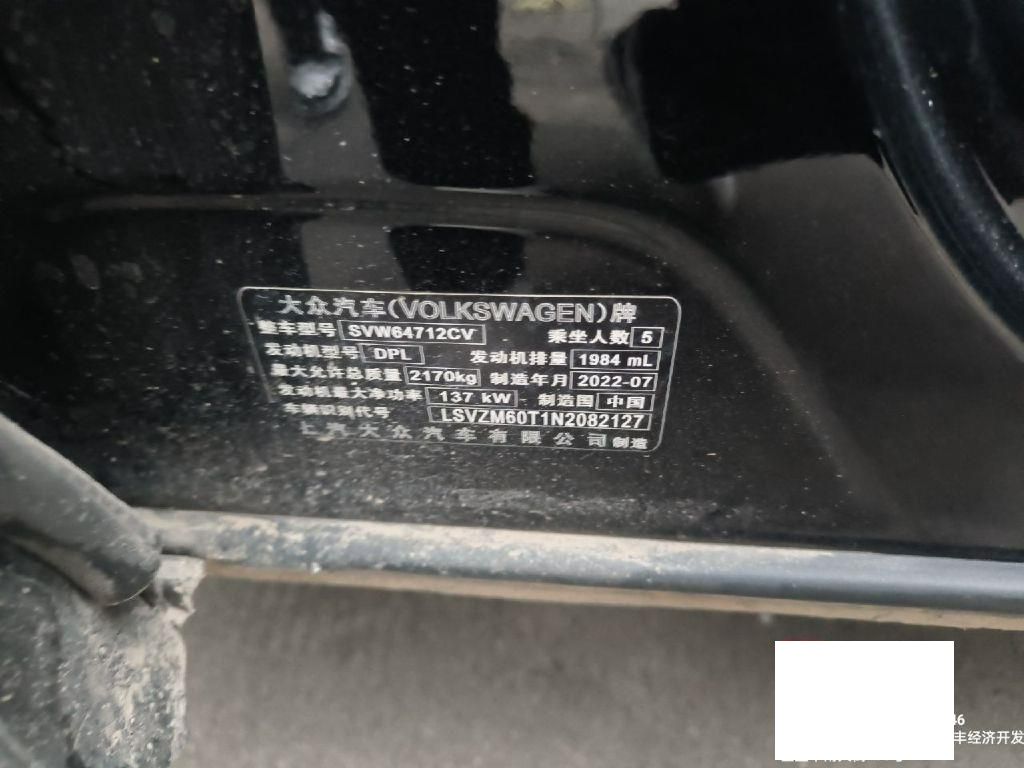 大众汽车(VOLKSWAGEN)牌
整车型号 SVW64712CV 乘坐人数 5
发动机型号 DPL 发动机排量 1984 mL
最大允许总质量 2170kg 制造年月 2022-07
发动机最大净功率 137 kW 制造国 中国
车辆识别代号 LSVZM60T1N2082127
上汽大众汽车有限公司制造
46
丰经济开发